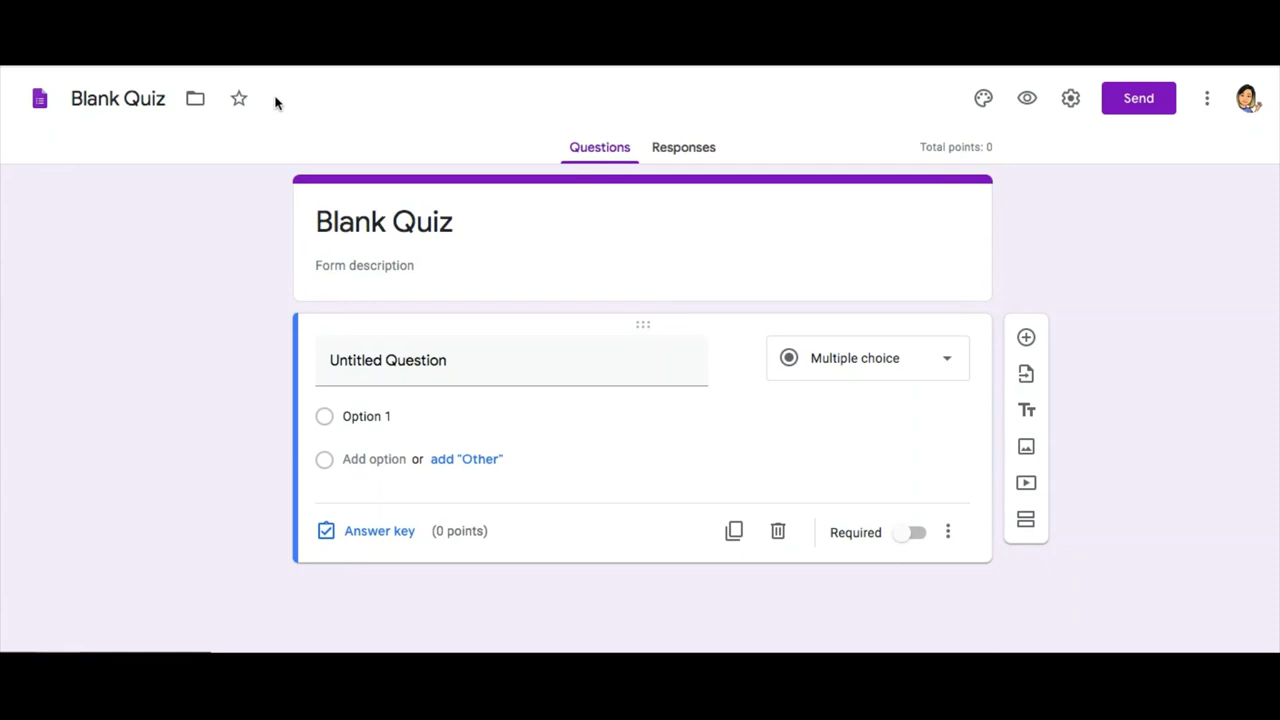 Blank Quiz
Send
Questions
Responses
Total points: 0
Blank Quiz
Form description
Untitled Question
Multiple choice
Option 1
Add option or add "Other"
Answer key (0 points)
Required